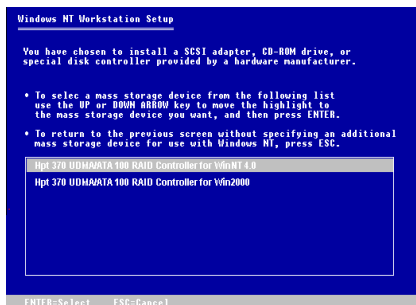 Windows NT Workstation Setup
You have chosen to install a SCSI adapter, CD-ROM drive, or
special disk controller provided by a hardware manufacturer.
• To selec a mass storage device from the following list
use the UP or DOWN ARROW key to move the highlight to
the mass storage device you want, and then press ENTER.
• To return to the previous screen without specifying an additional
mass storage device for use with Windows NT, press ESC.
Hpt 370 UDMA/ATA 100 RAID Controller for WinNT 4.0
Hpt 370 UDMA/ATA 100 RAID Controller for Win2000
ENTER=Select ESC=Cancel